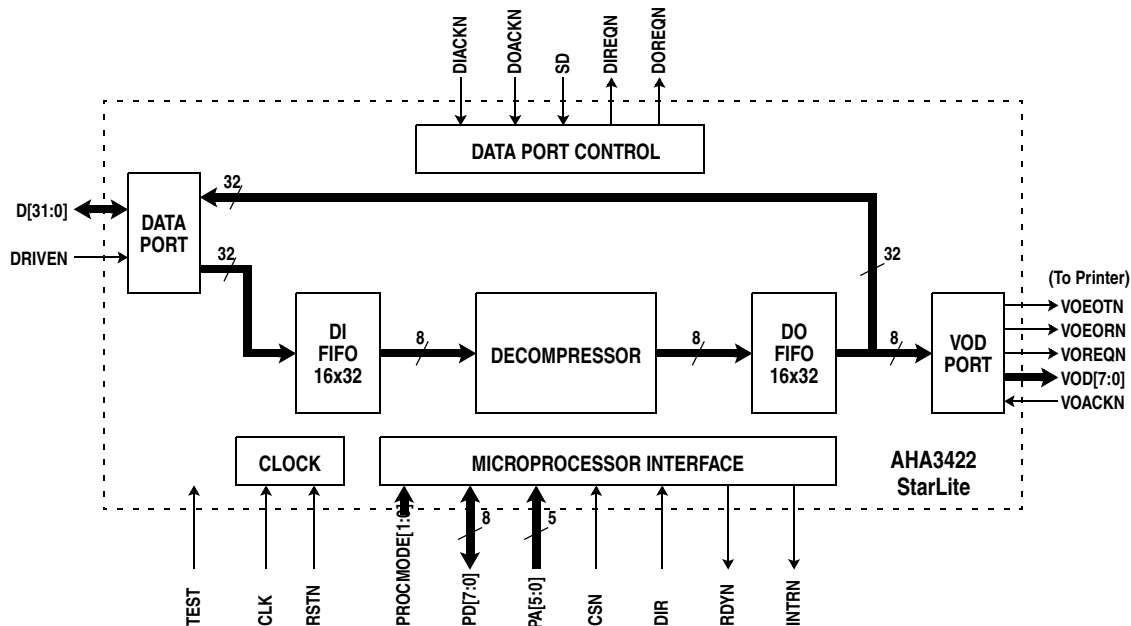 DIACKN
DOACKN
SD
DIREQN
DOREQN
DATA PORT CONTROL
32
D[31:0]
DATA
PORT
DRIVEN
32
32
(To Printer)
DI
FIFO
16x32
8
DECOMPRESSOR
8
DO
FIFO
16x32
8
VOD
PORT
VOEOTN
VOEORN
VOREQN
VOD[7:0]
VOACKN
CLOCK
MICROPROCESSOR INTERFACE
AHA3422
StarLite
8
5
TEST
CLK
RSTN
PROCMODE[1:0]
PD[7:0]
PA[5:0]
CSN
DIR
RDYN
INTRN